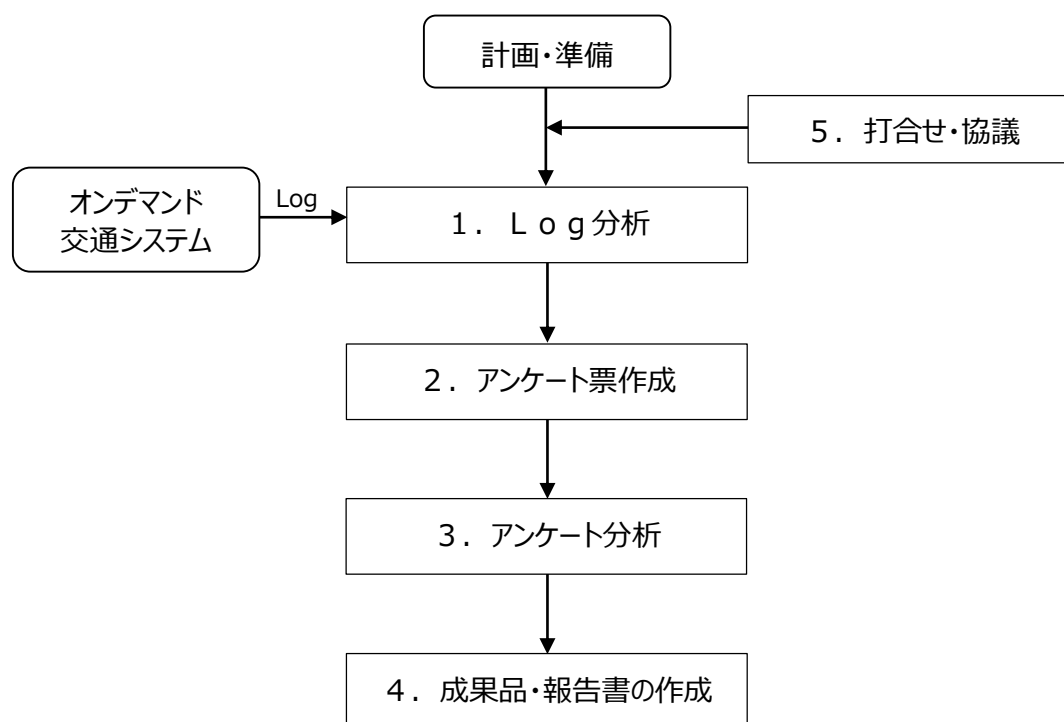 計画・準備
５．打合せ・協議
オンデマンド
交通システム
Log
１．Ｌｏｇ分析
２．アンケート票作成
３．アンケート分析
４．成果品・報告書の作成